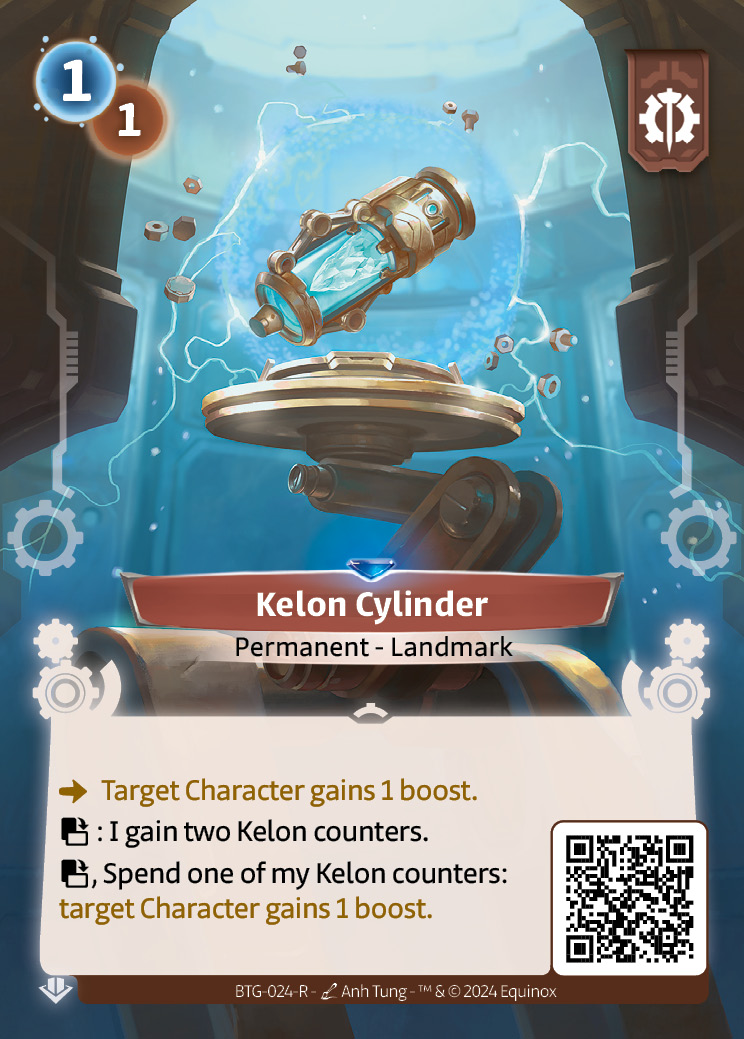 1
1
Kelon Cylinder
Permanent - Landmark
Target Character gains 1 boost.
: I gain two Kelon counters.
, Spend one of my Kelon counters:
target Character gains 1 boost.
BTG-024-R - Anh Tung - ™ & © 2024 Equinox